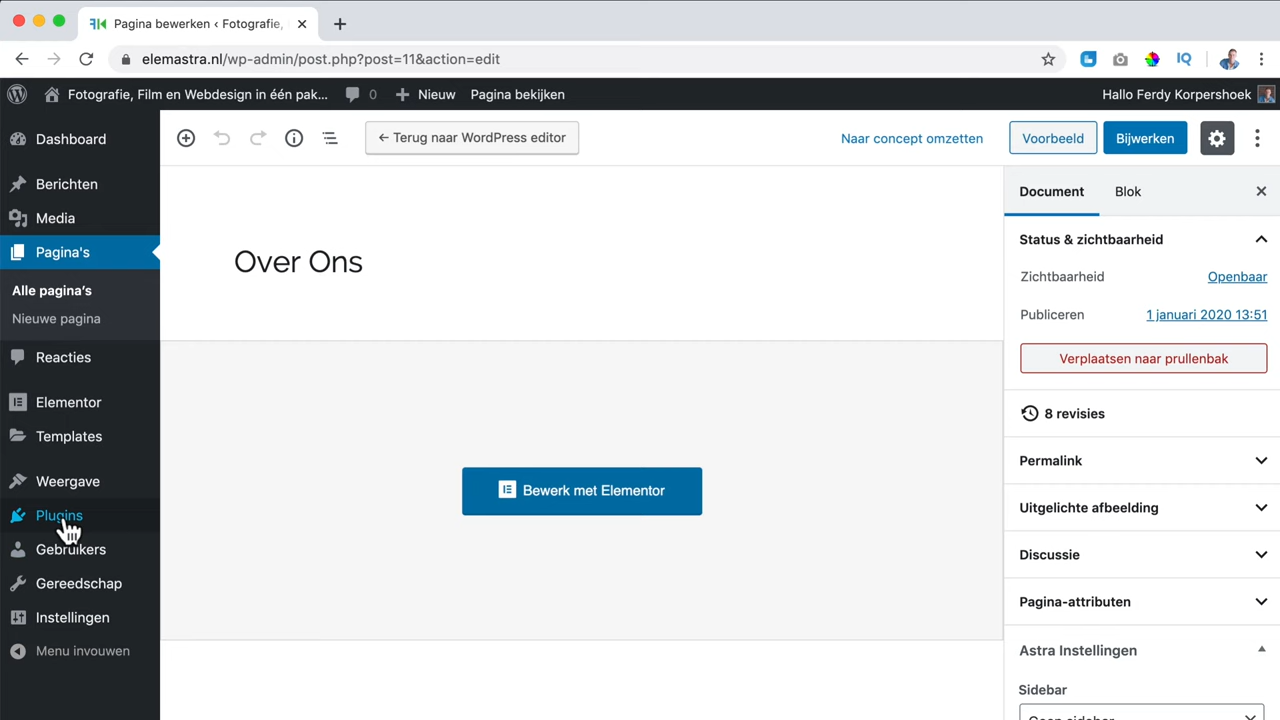 Pagina bewerken ‹ Fotografie,
elemastra.nl/wp-admin/post.php?post=11&action=edit
IQ
Fotografie, Film en Webdesign in één pak...
0
Nieuw
Pagina bekijken
Hallo Ferdy Korpershoek
Dashboard
Berichten
Media
Pagina's
Alle pagina's
Nieuwe pagina
Reacties
Elementor
Templates
Weergave
Plugins
Gebruikers
Gereedschap
Instellingen
Menu invouwen
← Terug naar WordPress editor
Naar concept omzetten
Voorbeeld
Bijwerken
Over Ons
Bewerk met Elementor
Document
Blok
Status & zichtbaarheid
Zichtbaarheid
Openbaar
Publiceren
1 januari 2020 13:51
Verplaatsen naar prullenbak
8 revisies
Permalink
Uitgelichte afbeelding
Discussie
Pagina-attributen
Astra Instellingen
Sidebar
Geen sidebar